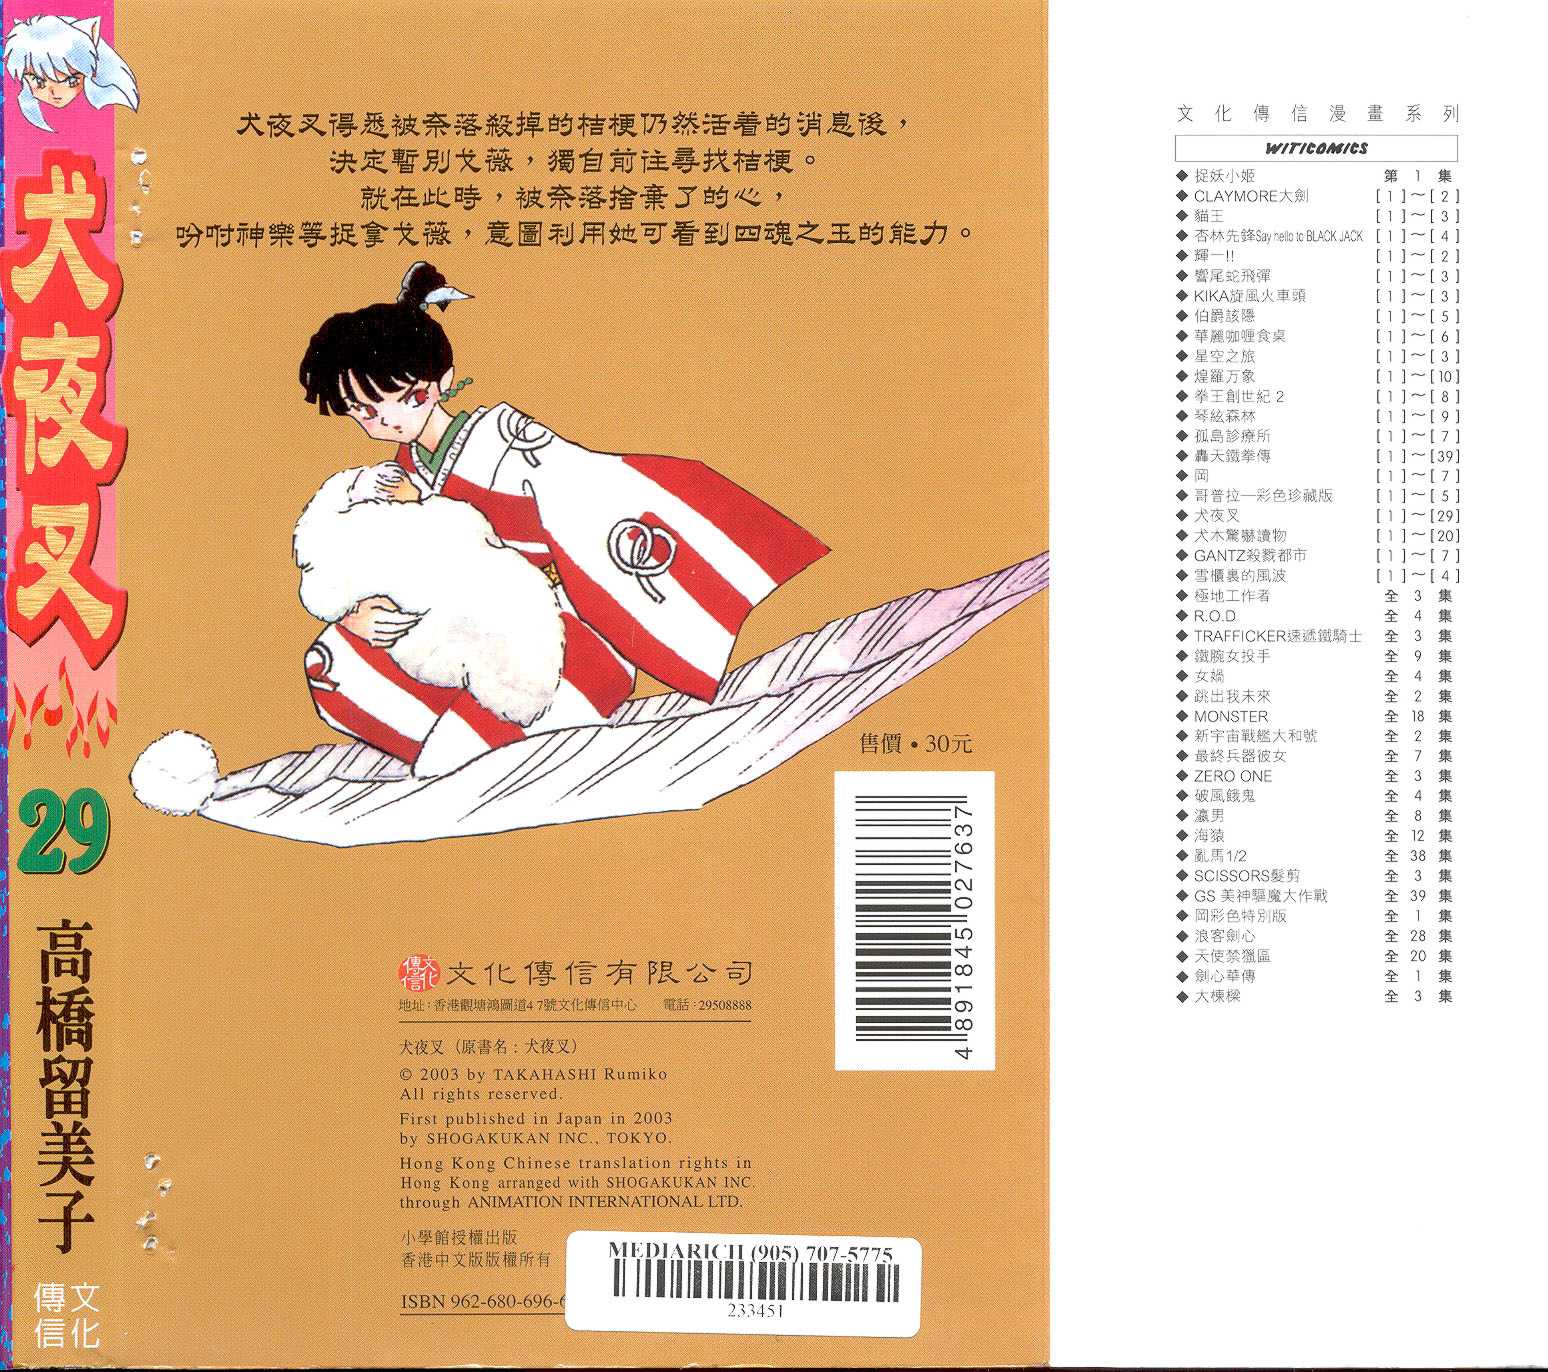 犬夜叉
29
高橋留美子
文化
傳信
犬夜叉得悉被奈落殺掉的桔梗仍然活着的消息後，
決定暫別戈薇，獨自前往尋找桔梗。
就在此時，被奈落捨棄了的心，
吩咐神樂等捉拿戈薇，意圖利用她可看到四魂之玉的能力。
售價•30元
4 891845 027637
文化傳信
文化傳信有限公司
地址：香港觀塘鴻圖道47號文化傳信中心 電話：29508888
犬夜叉（原書名：犬夜叉）
© 2003 by TAKAHASHI Rumiko
All rights reserved.
First published in Japan in 2003
by SHOGAKUKAN INC., TOKYO.
Hong Kong Chinese translation rights in
Hong Kong arranged with SHOGAKUKAN INC.
through ANIMATION INTERNATIONAL LTD.
小學館授權出版
香港中文版版權所有
ISBN 962-680-696-
MEDIARICH (905) 707-5775
233451
文化傳信漫畫系列
WITICOMICS
◆ 捉妖小姬 第 1 集
◆ CLAYMORE大劍 [1]～[2]
◆ 貓王 [1]～[3]
◆ 杏林先鋒Say hello to BLACK JACK [1]～[4]
◆ 輝一!! [1]～[2]
◆ 響尾蛇飛彈 [1]～[3]
◆ KIKA旋風火車頭 [1]～[3]
◆ 伯爵該隱 [1]～[5]
◆ 華麗咖喱食桌 [1]～[6]
◆ 星空之旅 [1]～[3]
◆ 煌羅万象 [1]～[10]
◆ 拳王創世紀 2 [1]～[8]
◆ 琴絃森林 [1]～[9]
◆ 孤島診療所 [1]～[7]
◆ 轟天鐵拳傳 [1]～[39]
◆ 岡 [1]～[7]
◆ 哥普拉—彩色珍藏版 [1]～[5]
◆ 犬夜叉 [1]～[29]
◆ 犬木驚嚇讀物 [1]～[20]
◆ GANTZ殺戮都市 [1]～[7]
◆ 雪櫃裏的風波 [1]～[4]
◆ 極地工作者 全 3 集
◆ R.O.D 全 4 集
◆ TRAFFICKER速遞鐵騎士 全 3 集
◆ 鐵腕女投手 全 9 集
◆ 女媧 全 4 集
◆ 跳出我未來 全 2 集
◆ MONSTER 全 18 集
◆ 新宇宙戰艦大和號 全 2 集
◆ 最終兵器彼女 全 7 集
◆ ZERO ONE 全 3 集
◆ 破風餓鬼 全 4 集
◆ 瀛男 全 8 集
◆ 海猿 全 12 集
◆ 亂馬1/2 全 38 集
◆ SCISSORS髮剪 全 3 集
◆ GS 美神驅魔大作戰 全 39 集
◆ 岡彩色特別版 全 1 集
◆ 浪客劍心 全 28 集
◆ 天使禁獵區 全 20 集
◆ 劍心華傳 全 1 集
◆ 大棟樑 全 3 集